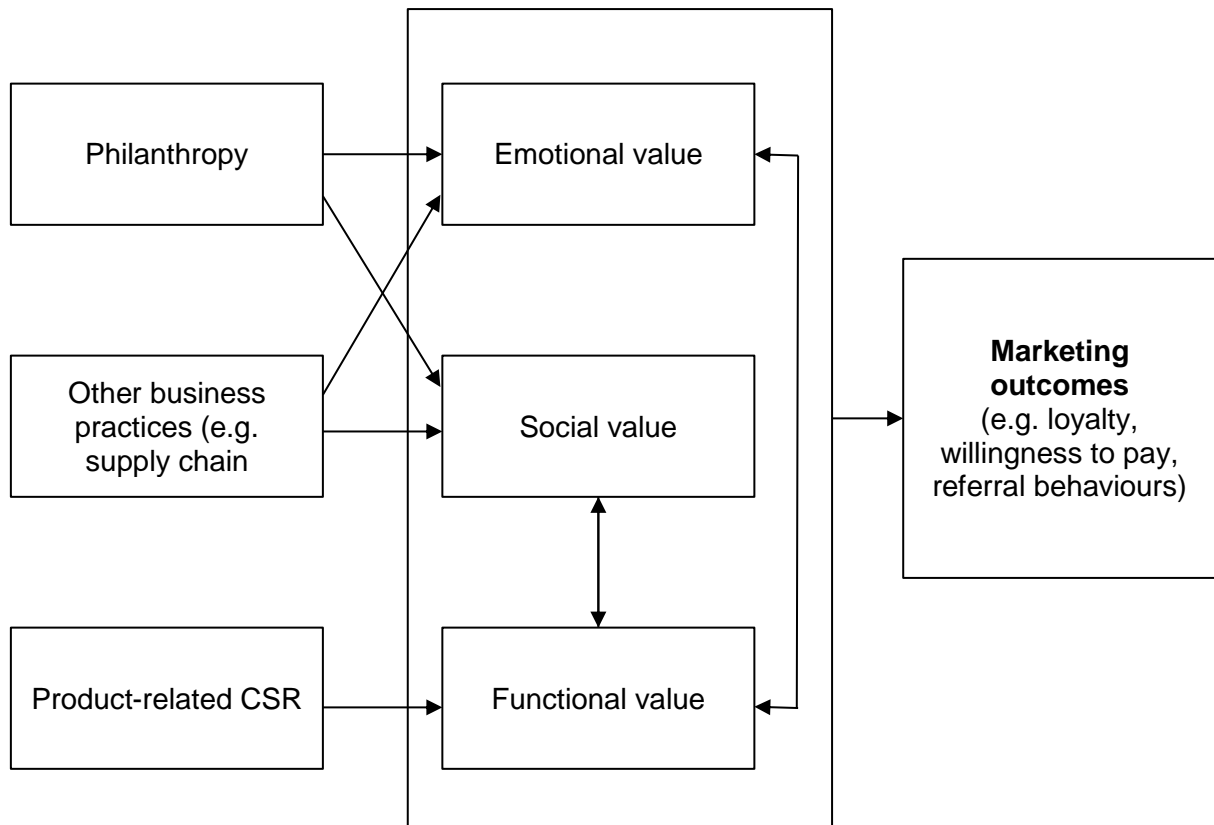 Philanthropy
Emotional value
Other business
practices (e.g.
supply chain
Social value
Product-related CSR
Functional value
Marketing
outcomes
(e.g. loyalty,
willingness to pay,
referral behaviours)